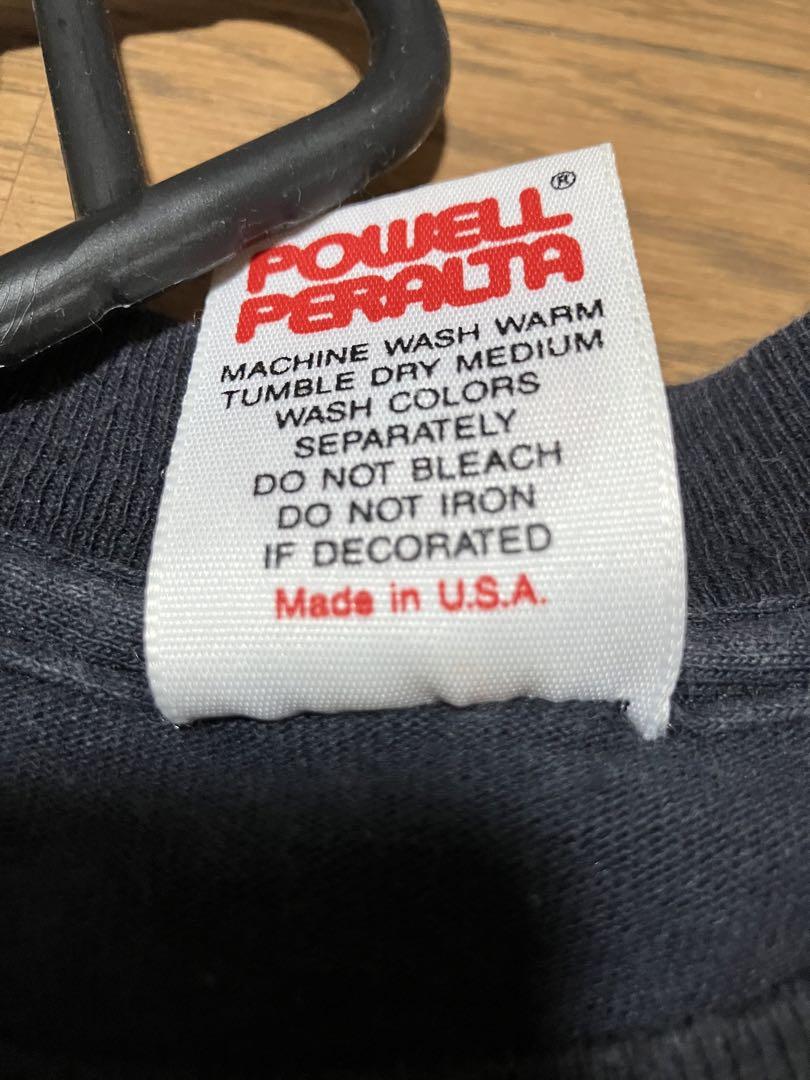 POWELL®
PERALTA
MACHINE WASH WARM
TUMBLE DRY MEDIUM
WASH COLORS
SEPARATELY
DO NOT BLEACH
DO NOT IRON
IF DECORATED
Made in U.S.A.